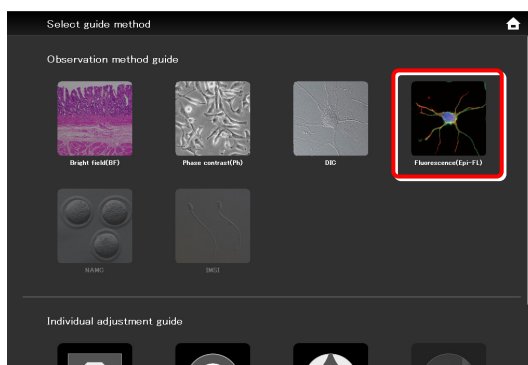 Select guide method
Observation method guide
Bright field(BF)
Phase contrast(Ph)
DIC
Fluorescence(Epi-FL)
NAMC
IMSI
Individual adjustment guide